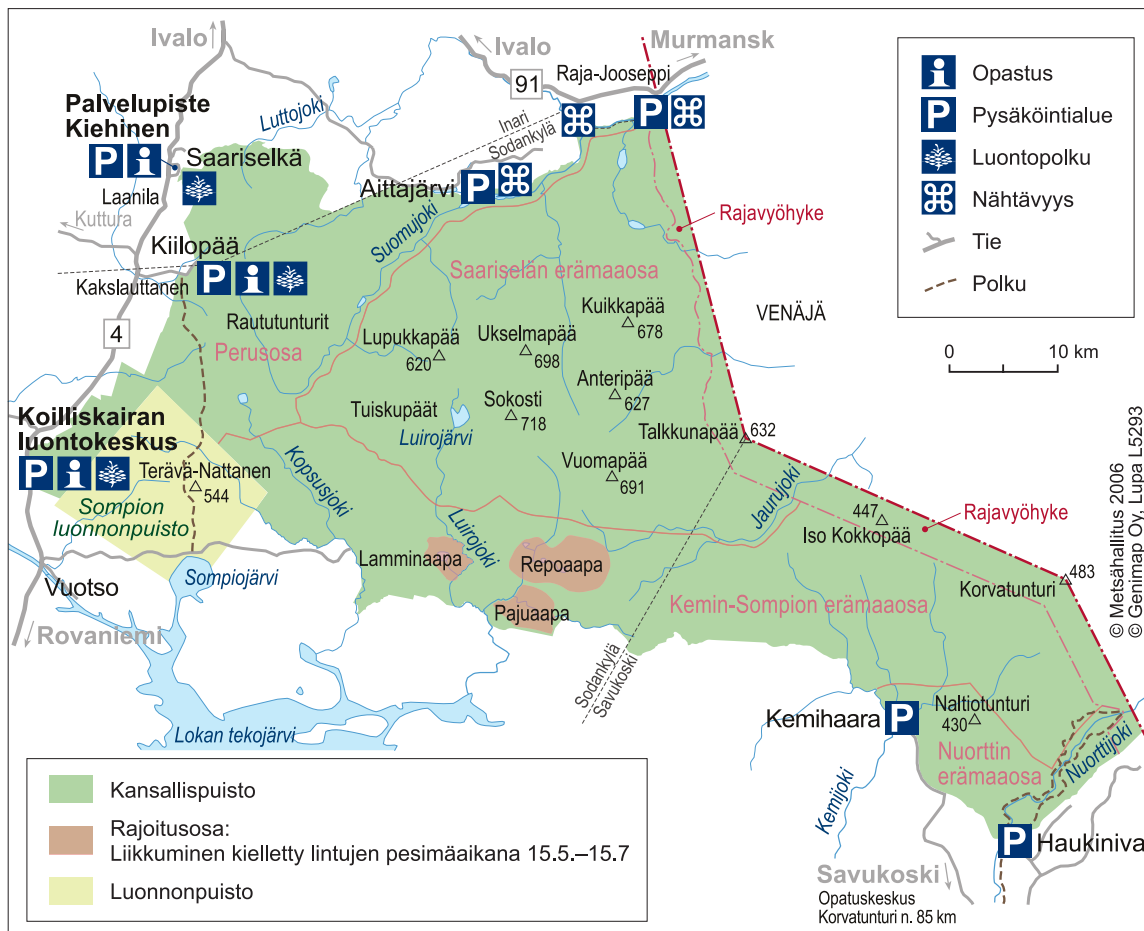 Ivalo
Ivalo
Murmansk
Raja-Jooseppi
91
Palvelupiste
Kiehinen
P
Saariselkä
Laanila
Kuttura
Luttojoki
Inari
Sodankylä
P
Aittajärvi
P
Suomujoki
Kiilopää
P
Kakslauttanen
4
Rautututunturit
Perusosa
Saariselän erämaaosa
Rajavyöhyke
VENÄJÄ
Kuikkapää
678
Lupukkapää
620
Ukselmapää
698
Anteripää
627
Sokosti
718
Tuiskupäät
Luirojärvi
Talkkunapää
632
Vuomapää
691
Koilliskairan
luontokeskus
P
Terävä-Nattanen
544
Sompion
luonnonpuisto
Kopsusjoki
Luirojoki
Jaurujoki
447
Iso Kokkopää
Rajavyöhyke
Lamminaapa
Repoaapa
Pajuaapa
Vuotso
Sompiojärvi
Rovaniemi
Lokan tekojärvi
Korvatunturi
483
Kemin-Sompion erämaaosa
Sodankylä
Savukoski
Kemihaara
P
Naltiotunturi
430
Nuorttin
erämaaosa
Nuorttijoki
Kemijoki
P
Haukiniva
Savukoski
Opatuskeskus
Korvatunturi n. 85 km
Opastus
P
Pysäköintialue
Luontopolku
Nähtävyys
Tie
Polku
0
10 km
© Metsähallitus 2006
© Genimap Oy, Lupa L5293
Kansallispuisto
Rajoitusosa:
Liikkuminen kielletty lintujen pesimäaikana 15.5.–15.7
Luonnonpuisto